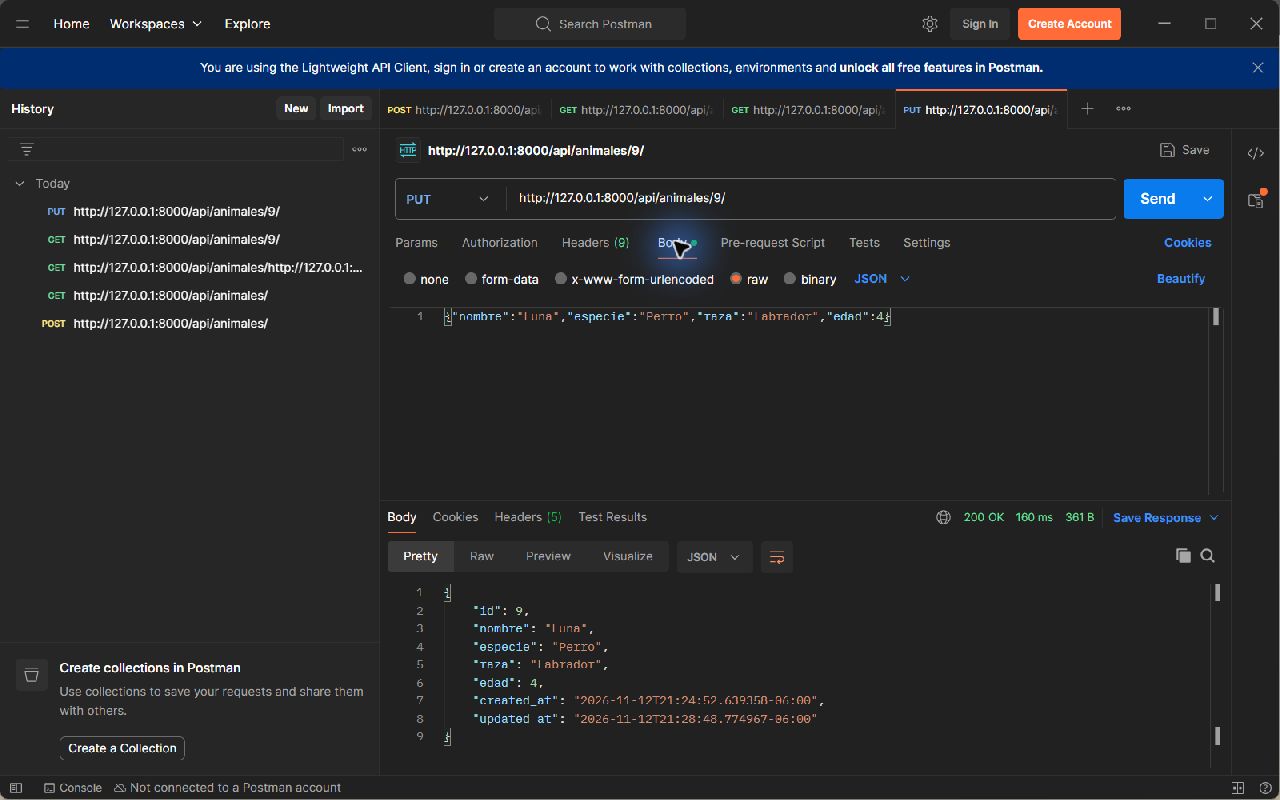 Home Workspaces Explore Search Postman Sign In Create Account
You are using the Lightweight API Client, sign in or create an account to work with collections, environments and unlock all free features in Postman.
History New Import
POST http://127.0.0.1:8000/api GET http://127.0.0.1:8000/api/ GET http://127.0.0.1:8000/api/ PUT http://127.0.0.1:8000/api/
HTTP http://127.0.0.1:8000/api/animales/9/ Save
Today
PUT http://127.0.0.1:8000/api/animales/9/
GET http://127.0.0.1:8000/api/animales/9/
GET http://127.0.0.1:8000/api/animales/http://127.0.0.1:...
GET http://127.0.0.1:8000/api/animales/
POST http://127.0.0.1:8000/api/animales/
PUT http://127.0.0.1:8000/api/animales/9/ Send
Params Authorization Headers (9) Body Pre-request Script Tests Settings Cookies
none form-data x-www-form-urlencoded raw binary JSON Beautify
1 {"nombre":"Luna","especie":"Perro","raza":"Labrador","edad":4}
Body Cookies Headers (5) Test Results 200 OK 160 ms 361 B Save Response
Pretty Raw Preview Visualize JSON
1 {
2 "id": 9,
3 "nombre": "Luna",
4 "especie": "Perro",
5 "raza": "Labrador",
6 "edad": 4,
7 "created_at": "2026-11-12T21:24:52.639358-06:00",
8 "updated_at": "2026-11-12T21:28:48.774967-06:00"
9 }
Create collections in Postman
Use collections to save your requests and share them
with others.
Create a Collection
Console Not connected to a Postman account